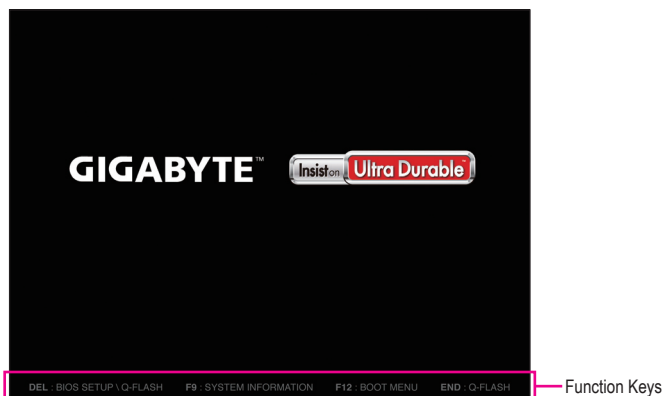 GIGABYTE™
Insist on Ultra Durable™
DEL : BIOS SETUP \ Q-FLASH F9 : SYSTEM INFORMATION F12 : BOOT MENU END : Q-FLASH
Function Keys